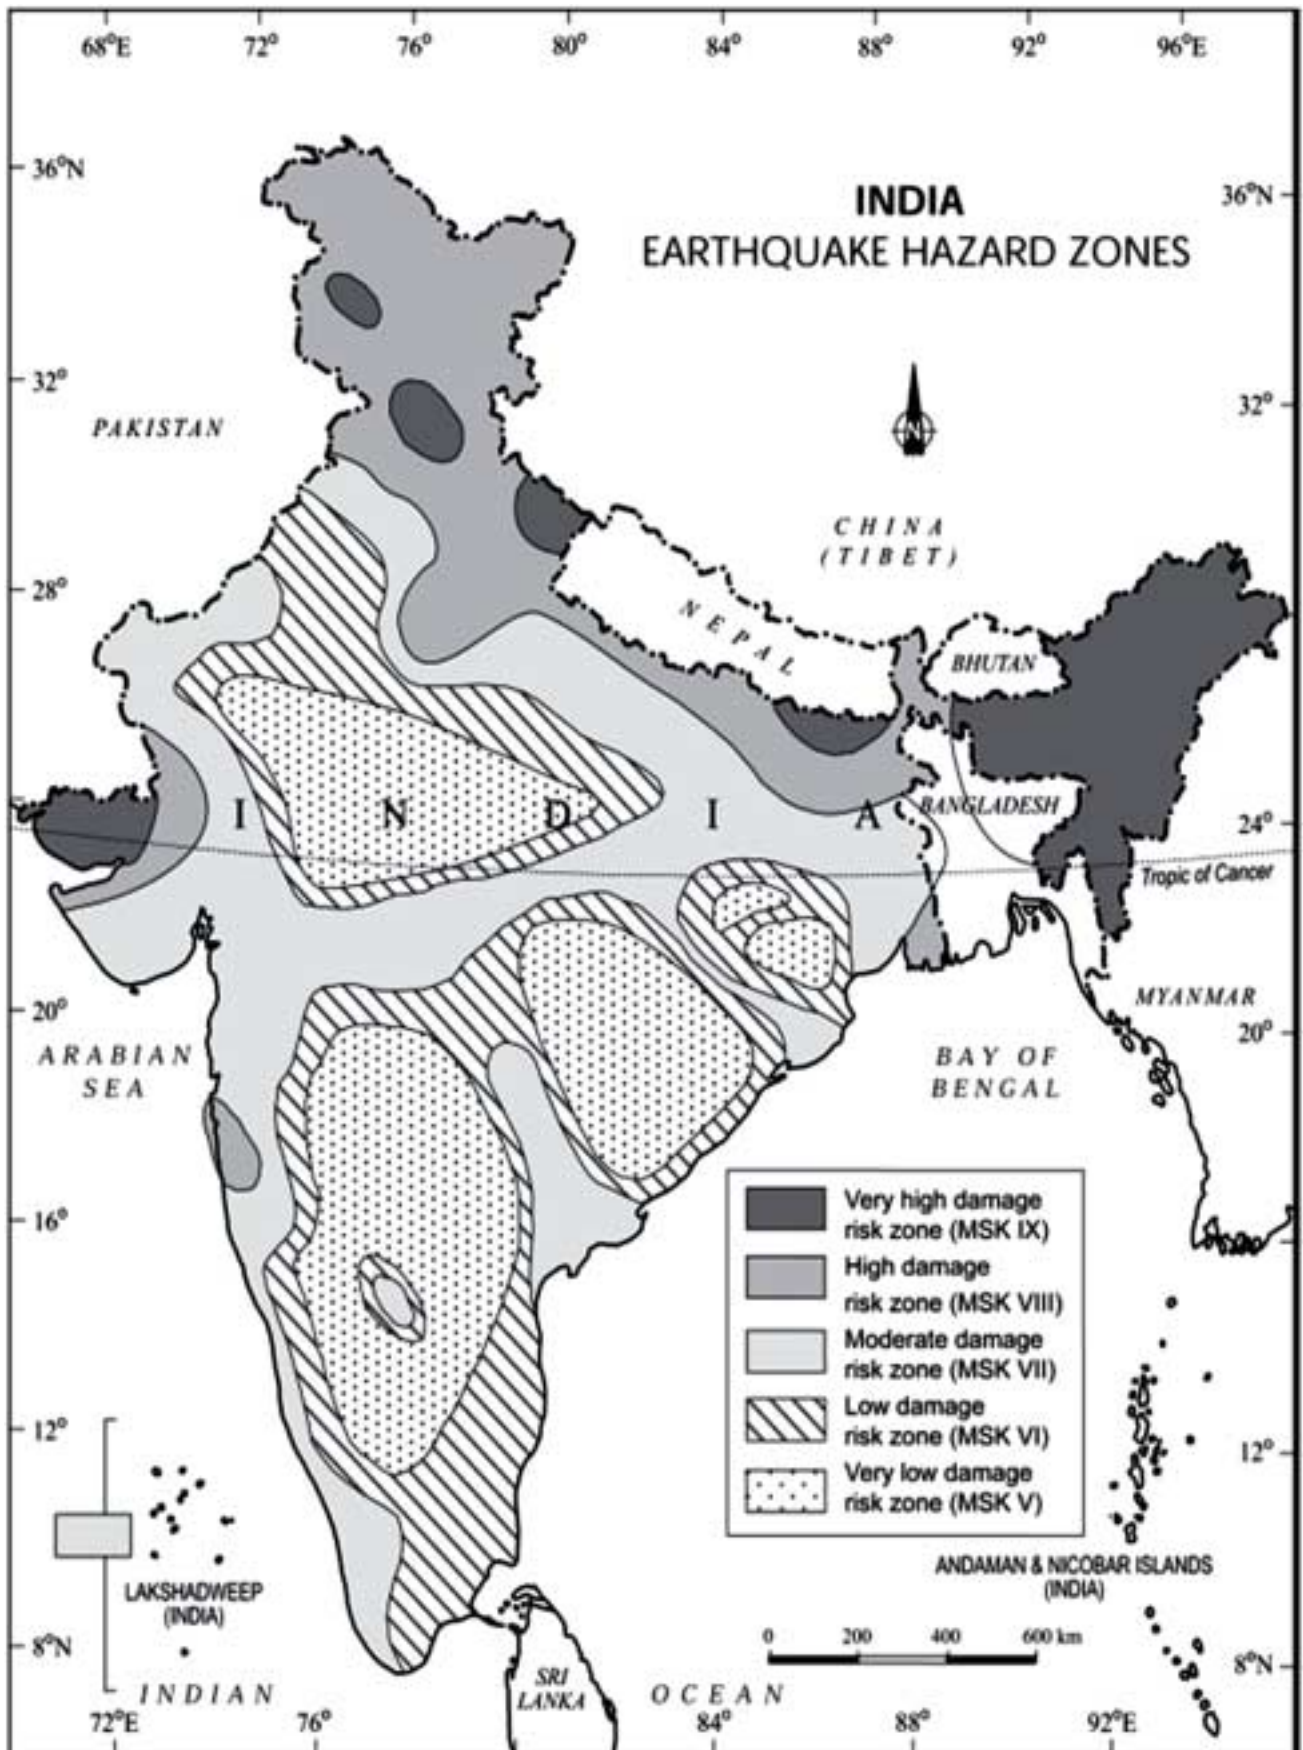 68°E 72° 76° 80° 84° 88° 92° 96°E
36°N
36°N
INDIA
EARTHQUAKE HAZARD ZONES
32°
32°
N
PAKISTAN
CHINA
(TIBET)
28°
NEPAL
BHUTAN
INDIA
BANGLADESH
24°
Tropic of Cancer
20°
20°
MYANMAR
ARABIAN
SEA
BAY OF
BENGAL
16°
Very high damage
risk zone (MSK IX)
High damage
risk zone (MSK VIII)
Moderate damage
risk zone (MSK VII)
Low damage
risk zone (MSK VI)
Very low damage
risk zone (MSK V)
12°
12°
LAKSHADWEEP
(INDIA)
ANDAMAN & NICOBAR ISLANDS
(INDIA)
0 200 400 600 km
8°N
8°N
SRI
LANKA
INDIAN OCEAN
72°E 76° 84° 88° 92°E